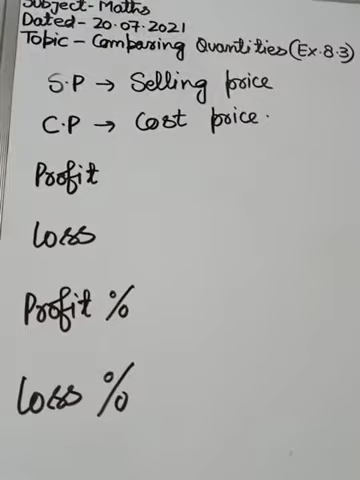 Subject- Maths
Dated- 20.07.2021
Topic - Comparing Quantities (Ex.8.3)
S.P → Selling price
C.P → Cost price.
Profit
Loss
Profit %
Loss %